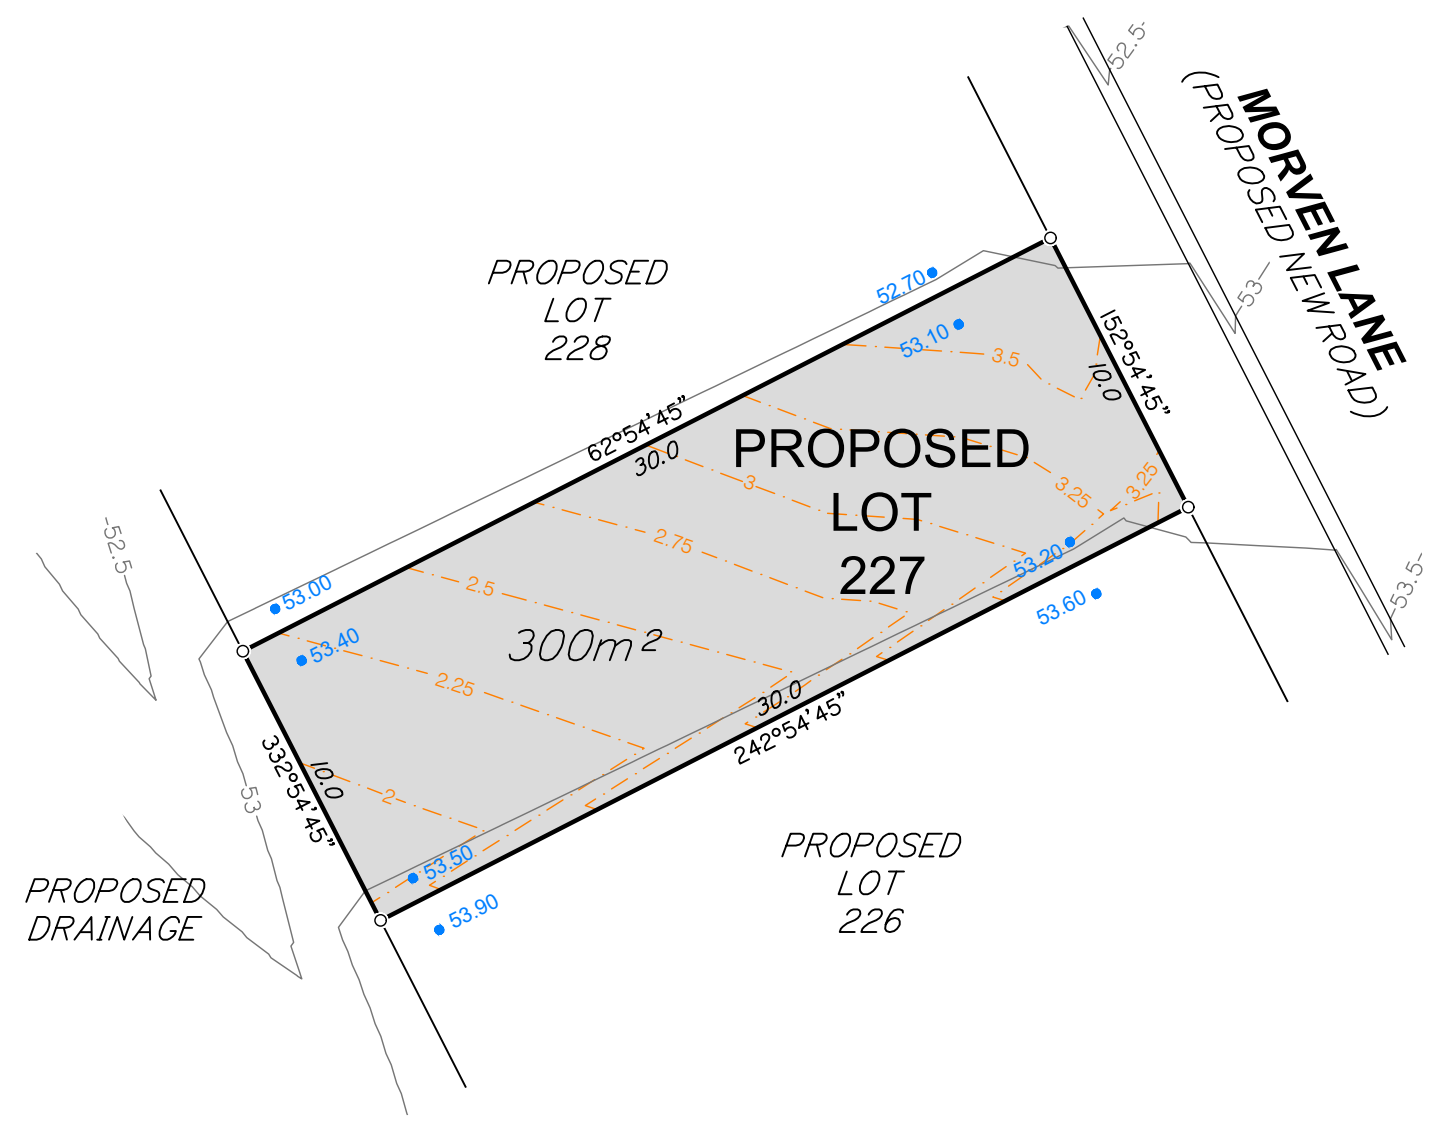 -52.5-
MORVEN LANE
(PROPOSED NEW ROAD)
PROPOSED
LOT
228
52.70
53.10
-53-
3.5
152°54'45"
10.0
62°54'45"
30.0
PROPOSED
LOT
227
3
3.25
3.25
-52.5-
2.75
53.20
53.00
2.5
53.60
-53.5-
53.40
300m²
2.25
30.0
242°54'45"
332°54'45"
10.0
2
-53-
53.50
PROPOSED
LOT
226
PROPOSED
DRAINAGE
53.90